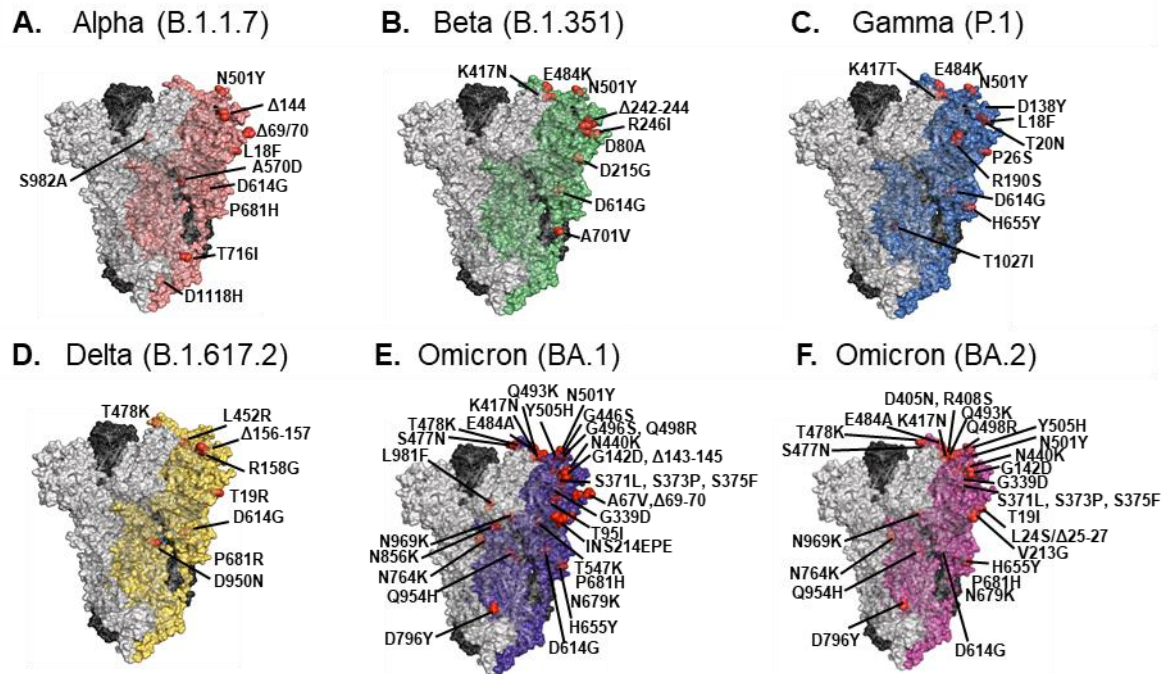 A. Alpha (B.1.1.7)
N501Y
Δ144
Δ69/70
L18F
A570D
S982A
D614G
P681H
T716I
D1118H
B. Beta (B.1.351)
K417N
E484K
N501Y
Δ242-244
R246I
D80A
D215G
D614G
A701V
C. Gamma (P.1)
K417T
E484K
N501Y
D138Y
L18F
T20N
P26S
R190S
D614G
H655Y
T1027I
D. Delta (B.1.617.2)
T478K
L452R
Δ156-157
R158G
T19R
D614G
P681R
D950N
E. Omicron (BA.1)
Q493K
N501Y
K417N
Y505H
T478K
E484A
G446S
G496S, Q498R
S477N
N440K
L981F
G142D, Δ143-145
S371L, S373P, S375F
A67V,Δ69-70
G339D
T95I
INS214EPE
N969K
N856K
T547K
N764K
P681H
Q954H
N679K
H655Y
D796Y
D614G
F. Omicron (BA.2)
D405N, R408S
E484A
K417N
Q493K
T478K
Q498R
Y505H
S477N
N501Y
N440K
G142D
G339D
S371L, S373P, S375F
T19I
L24S/Δ25-27
V213G
N969K
H655Y
N764K
P681H
Q954H
N679K
D796Y
D614G